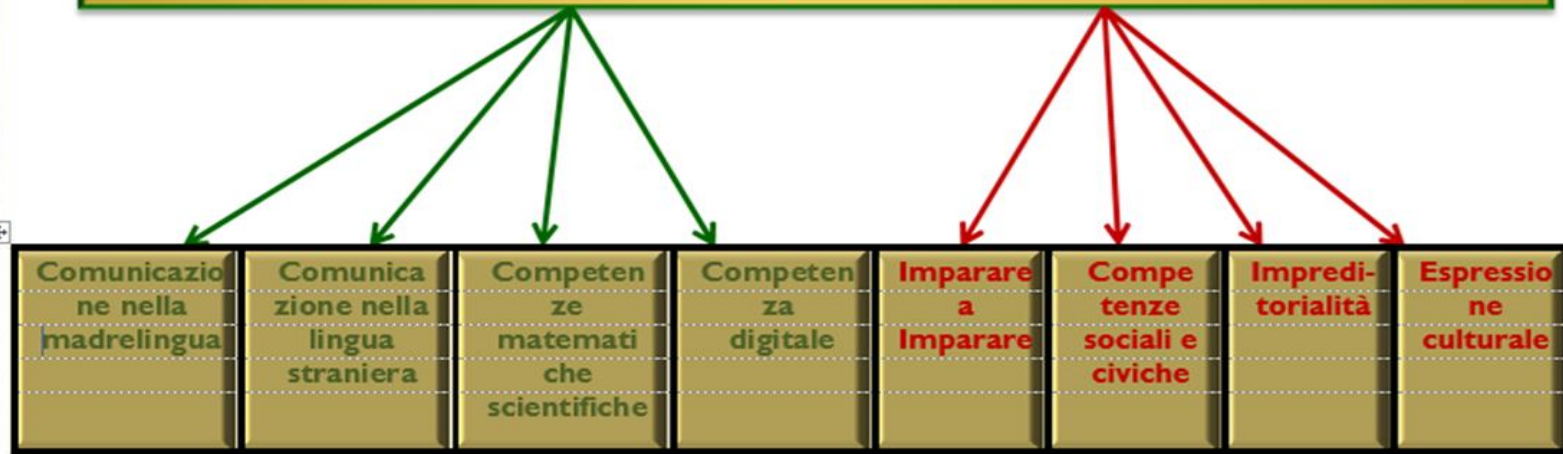 Comunicazio
ne nella
madrelingua
Comunica
zione nella
lingua
straniera
Competen
ze
matemati
che
scientifiche
Competen
za
digitale
Imparare
a
Imparare
Compe
tenze
sociali e
civiche
Impredi-
torialità
Espressio
ne
culturale